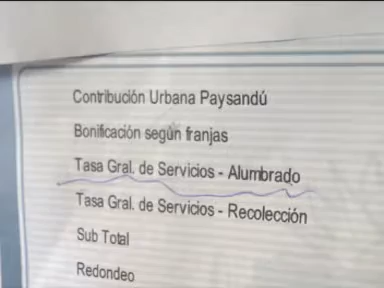 Contribución Urbana Paysandú
Bonificación según franjas
Tasa Gral. de Servicios - Alumbrado
Tasa Gral. de Servicios - Recolección
Sub Total
Redondeo